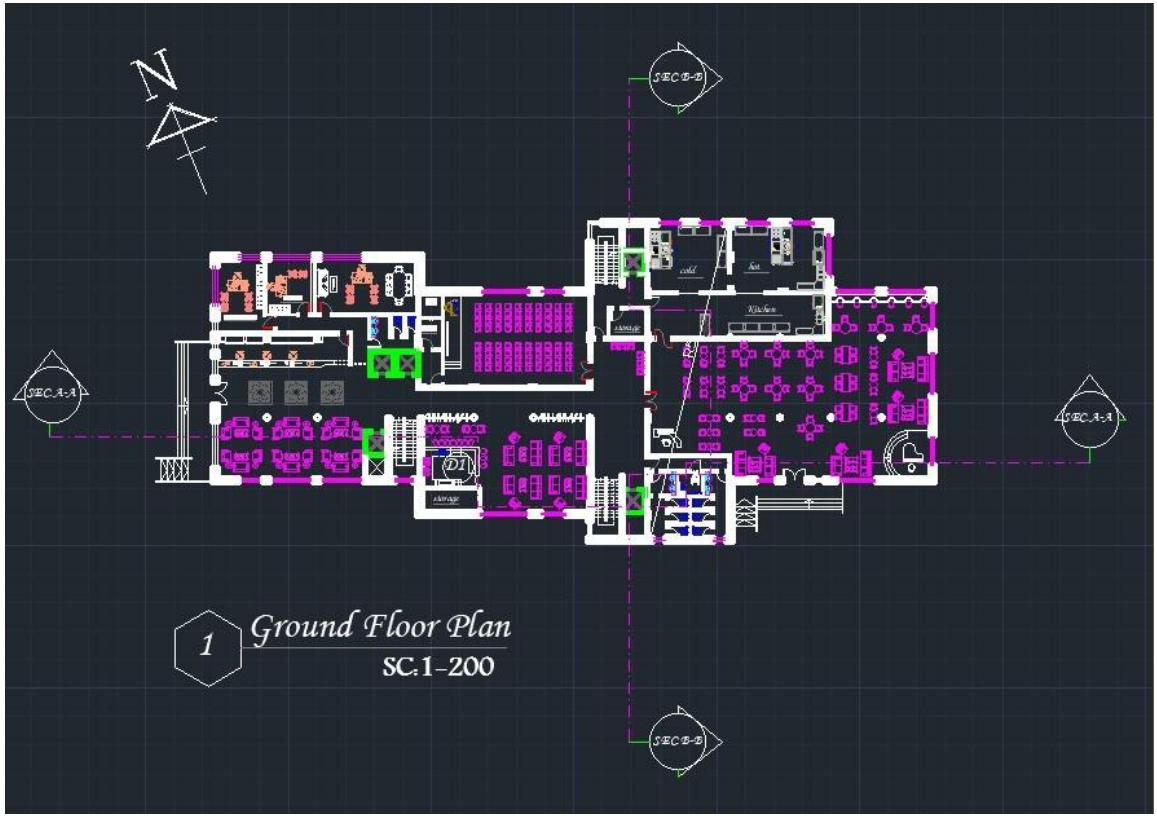 N
SEC B-B
cold
hot
Kitchen
storage
SEC A-A
SEC A-A
D1
storage
SEC B-B
1
Ground Floor Plan
SC:1-200